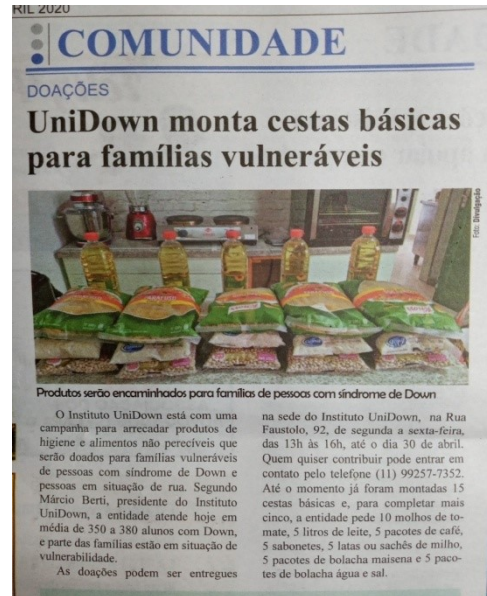 RIL 2020
COMUNIDADE
DOAÇÕES
UniDown monta cestas básicas
para famílias vulneráveis
Foto: Divulgação
Produtos serão encaminhados para famílias de pessoas com síndrome de Down
O Instituto UniDown está com uma
campanha para arrecadar produtos de
higiene e alimentos não perecíveis que
serão doados para famílias vulneráveis
de pessoas com síndrome de Down e
pessoas em situação de rua. Segundo
Márcio Berti, presidente do Instituto
UniDown, a entidade atende hoje em
média de 350 a 380 alunos com Down,
e parte das famílias estão em situação de
vulnerabilidade.
As doações podem ser entregues
na sede do Instituto UniDown, na Rua
Faustolo, 92, de segunda a sexta-feira,
das 13h às 16h, até o dia 30 de abril.
Quem quiser contribuir pode entrar em
contato pelo telefone (11) 99257-7352.
Até o momento já foram montadas 15
cestas básicas e, para completar mais
cinco, a entidade pede 10 molhos de to-
mate, 5 litros de leite, 5 pacotes de café,
5 sabonetes, 5 latas ou sachês de milho,
5 pacotes de bolacha maisena e 5 paco-
tes de bolacha água e sal.